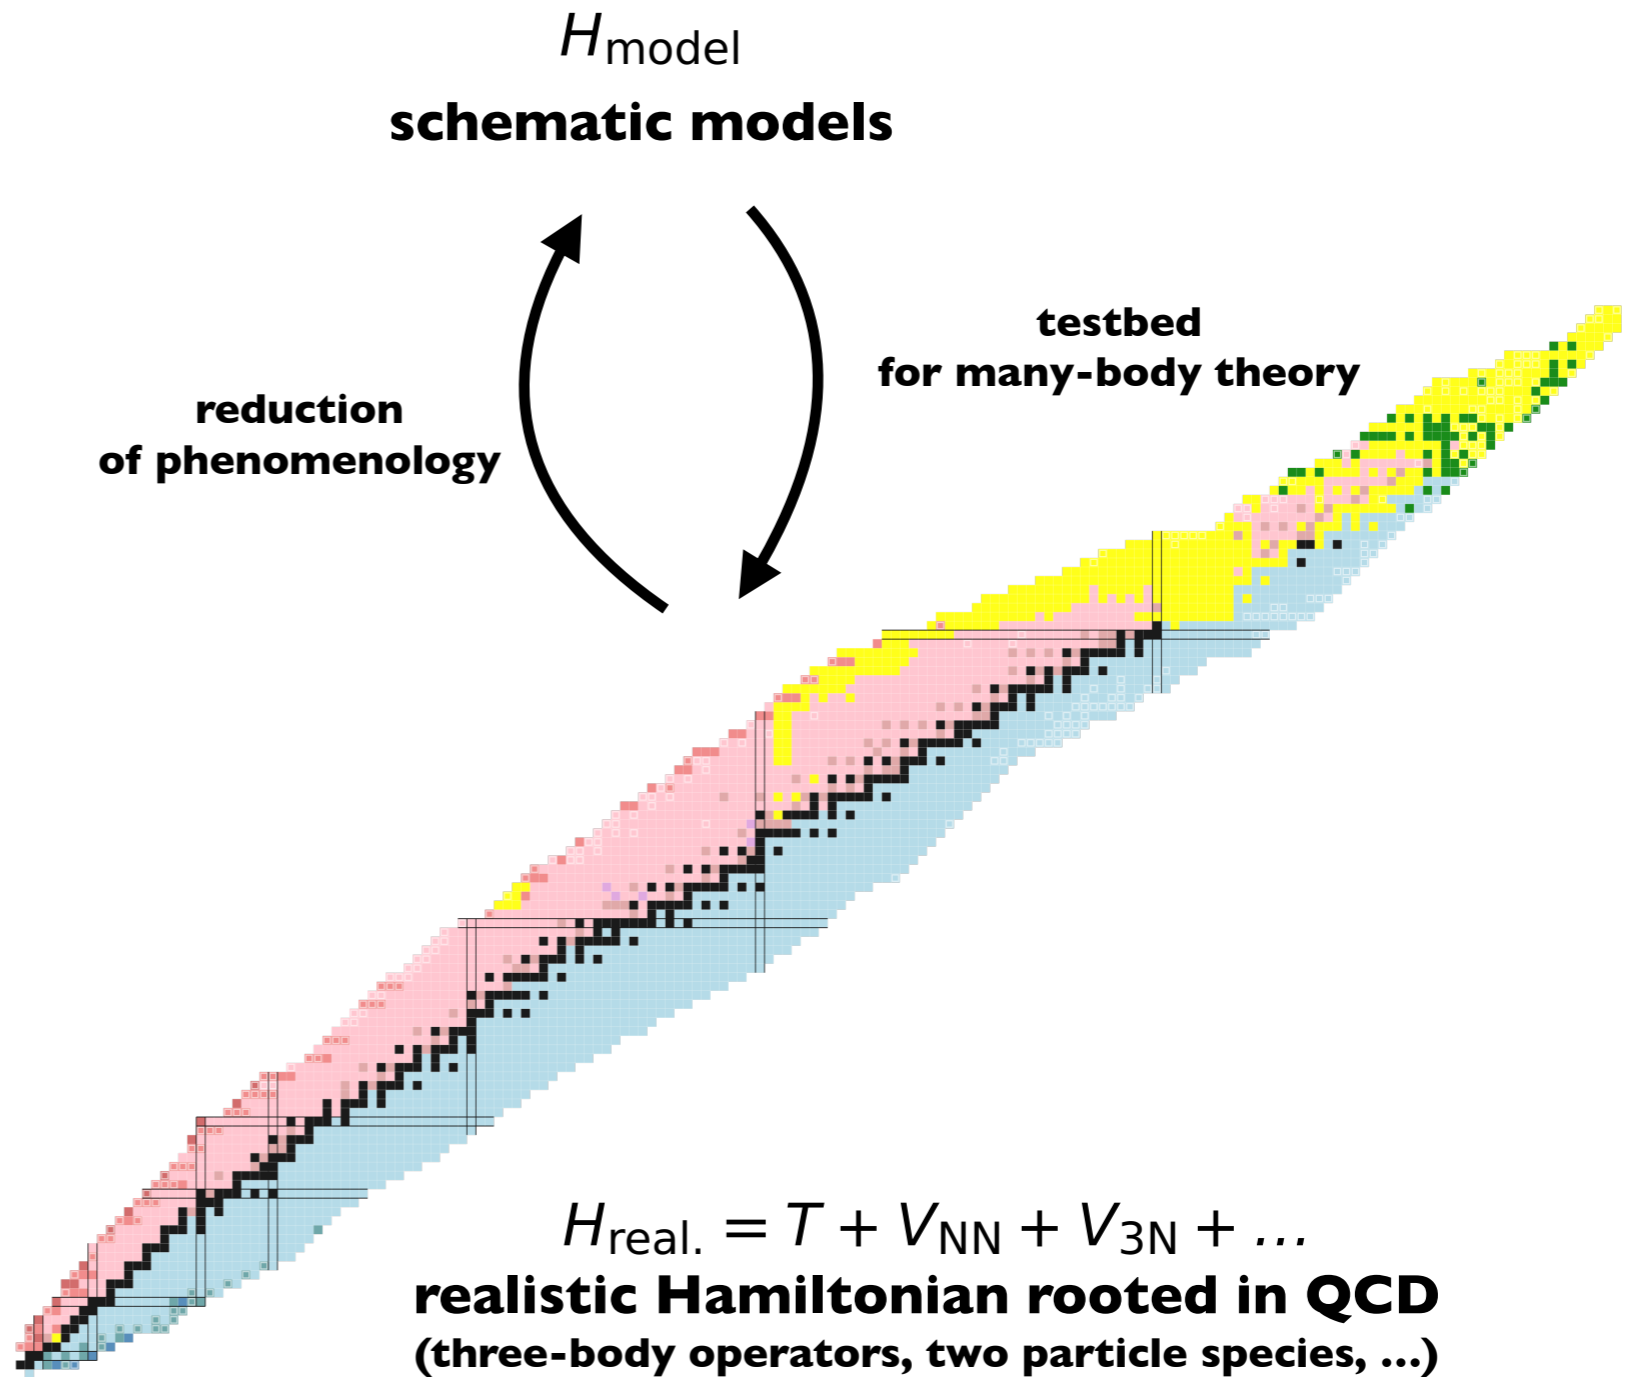 H_model
schematic models
testbed
for many-body theory
reduction
of phenomenology
H_real. = T + V_NN + V_3N + ...
realistic Hamiltonian rooted in QCD
(three-body operators, two particle species, ...)